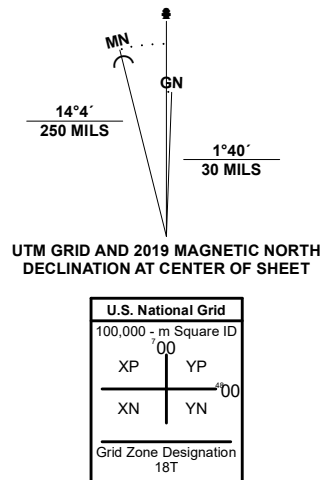 MN
GN
14°4´
250 MILS
1°40´
30 MILS
UTM GRID AND 2019 MAGNETIC NORTH
DECLINATION AT CENTER OF SHEET
U.S. National Grid
100,000 - m Square ID
⁷00
XP YP
⁴⁹00
XN YN
Grid Zone Designation
18T